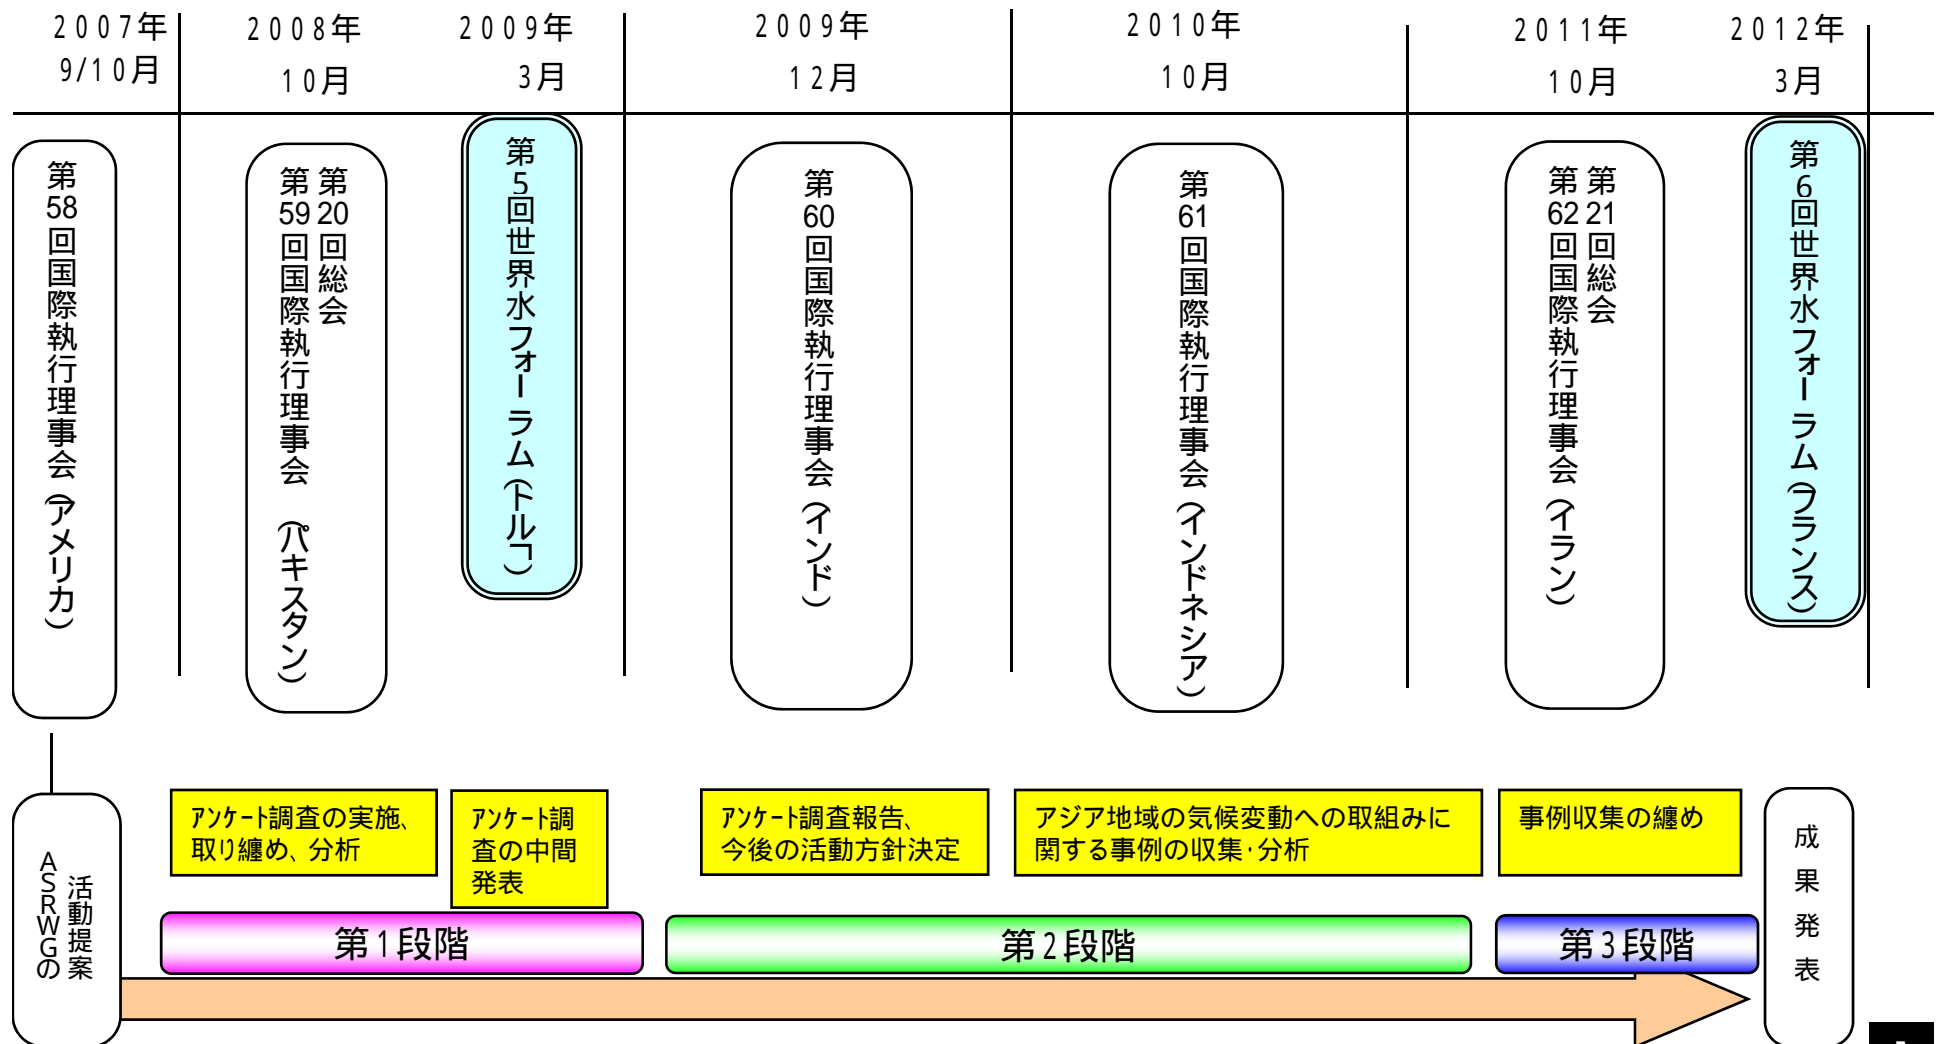 2007年
9/10月
2008年
10月
2009年
3月
2009年
12月
2010年
10月
2011年
10月
2012年
3月
第58回国際執行理事会(アメリカ)
第20回総会
第59回国際執行理事会 (パキスタン)
第5回世界水フォーラム(トルコ)
第60回国際執行理事会(インド)
第61回国際執行理事会(インドネシア)
第21回総会
第62回国際執行理事会(イラン)
第6回世界水フォーラム(フランス)
活動提案
ASRWGの
アンケート調査の実施、
取り纏め、分析
アンケート調
査の中間
発表
アンケート調査報告、
今後の活動方針決定
アジア地域の気候変動への取組みに
関する事例の収集・分析
事例収集の纏め
成果発表
第1段階
第2段階
第3段階